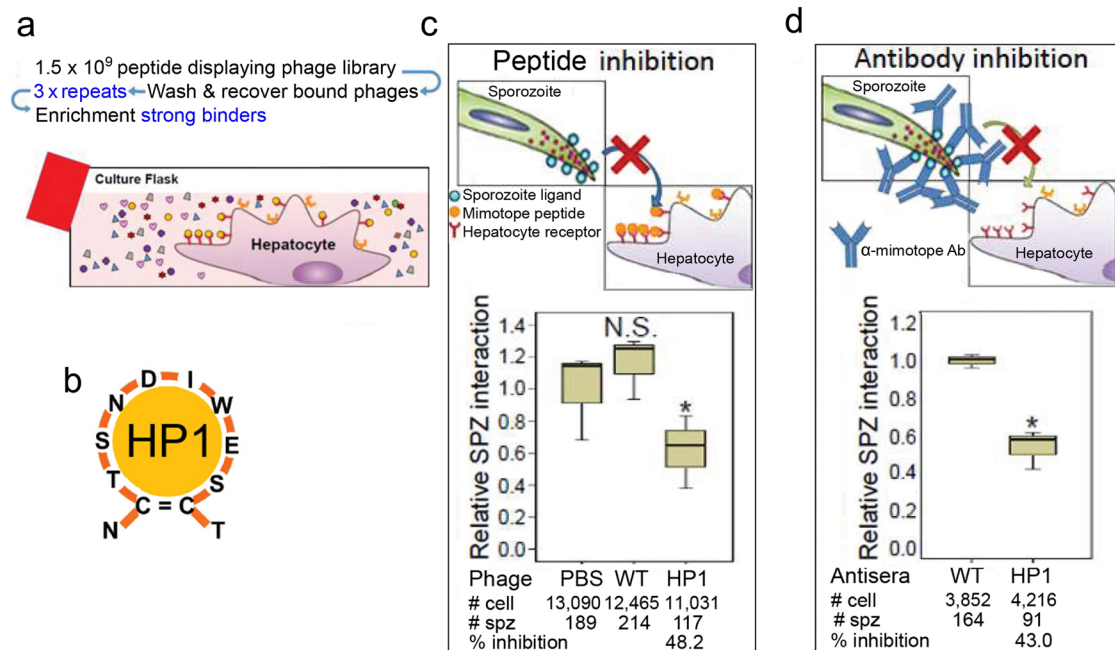 a
1.5 x 10⁹ peptide displaying phage library
3 x repeats Wash & recover bound phages
Enrichment strong binders
Culture Flask
Hepatocyte
b
HP1
N T S N D I W E S T
C = C
c
Peptide inhibition
Sporozoite
Sporozoite ligand
Mimotope peptide
Hepatocyte receptor
Hepatocyte
Relative SPZ interaction
1.4
1.2
1.0
0.8
0.6
0.4
0.2
0.0
N.S.
*
Phage PBS WT HP1
# cell 13,090 12,465 11,031
# spz 189 214 117
% inhibition 48.2
d
Antibody inhibition
Sporozoite
α-mimotope Ab
Hepatocyte
Relative SPZ interaction
1.2
1.0
0.8
0.6
0.4
0.2
0.0
*
Antisera WT HP1
# cell 3,852 4,216
# spz 164 91
% inhibition 43.0